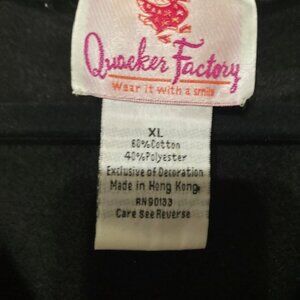 Quacker Factory
Wear it with a smile
XL
60%Cotton
40%Polyester
Exclusive of Decoration
Made in Hong Kong
RN90133
Care See Reverse